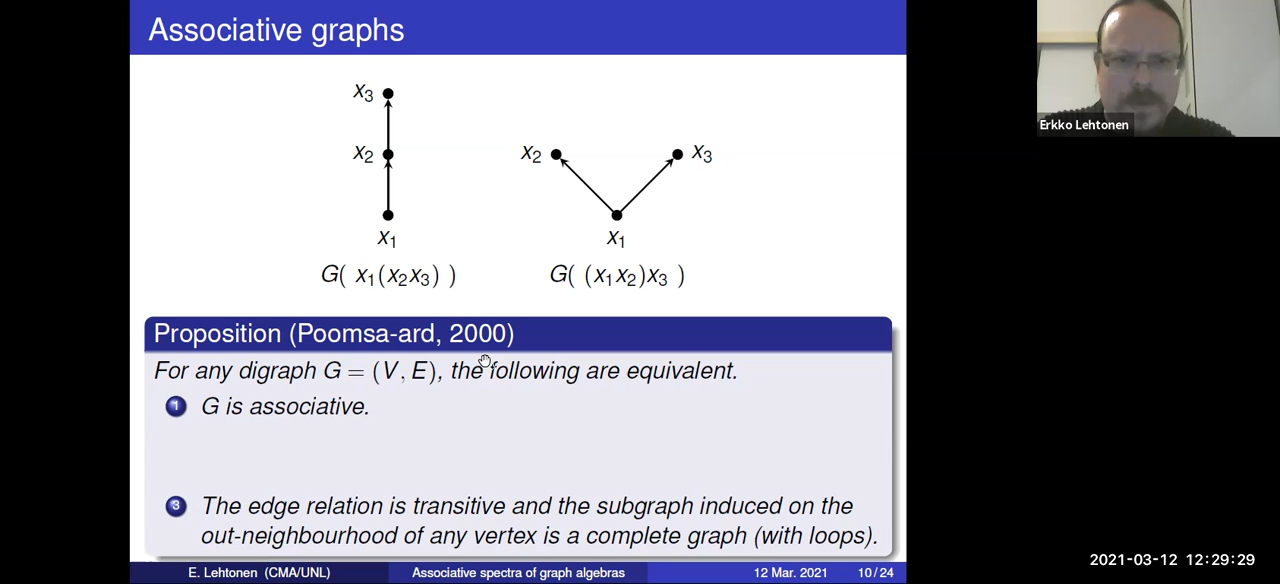 Associative graphs
x3
x2
x1
G( x1(x2x3) )
x2
x3
x1
G( (x1x2)x3 )
Proposition (Poomsa-ard, 2000)
For any digraph G = (V, E), the following are equivalent.
1 G is associative.
3 The edge relation is transitive and the subgraph induced on the
out-neighbourhood of any vertex is a complete graph (with loops).
E. Lehtonen (CMA/UNL) Associative spectra of graph algebras 12 Mar. 2021 10 / 24
Erkko Lehtonen
2021-03-12 12:29:29